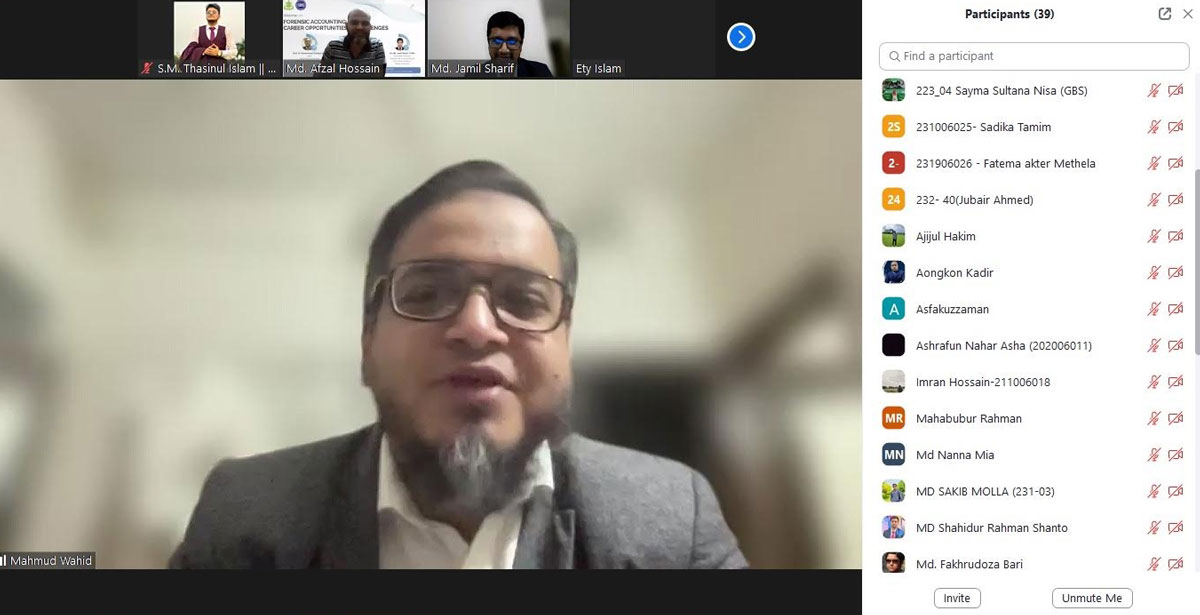 FORENSIC ACCOUNTING
CAREER OPPORTUNITIES
S.M. Thasinul Islam || ...
Md. Afzal Hossain
Md. Jamil Sharif
Ety Islam
Mahmud Wahid
Participants (39)
Find a participant
223_04 Sayma Sultana Nisa (GBS)
2S
231006025- Sadika Tamim
2-
231906026 - Fatema akter Methela
24
232- 40(Jubair Ahmed)
Ajijul Hakim
Aongkon Kadir
A
Asfakuzzaman
Ashrafun Nahar Asha (202006011)
Imran Hossain-211006018
MR
Mahabubur Rahman
MN
Md Nanna Mia
MD SAKIB MOLLA (231-03)
MD Shahidur Rahman Shanto
Md. Fakhrudoza Bari
Invite
Unmute Me